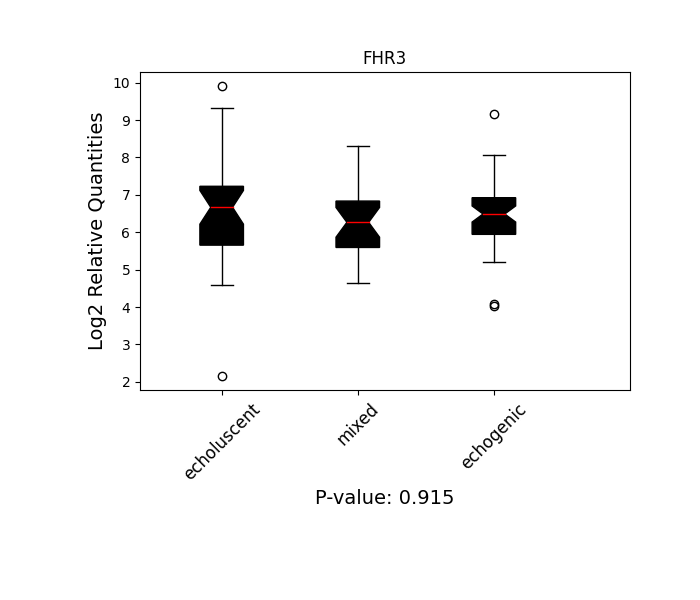 FHR3
Log2 Relative Quantities
10
9
8
7
6
5
4
3
2
echoluscent
mixed
echogenic
P-value: 0.915